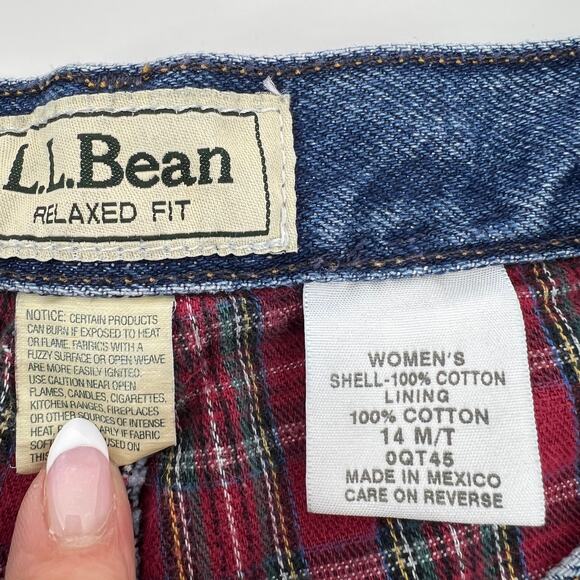 L.L.Bean
RELAXED FIT
NOTICE: CERTAIN PRODUCTS
CAN BURN IF EXPOSED TO HEAT
OR FLAME. FABRICS WITH A
FUZZY SURFACE OR OPEN WEAVE
ARE MORE EASILY IGNITED.
USE CAUTION NEAR OPEN
FLAMES, CANDLES, CIGARETTES,
KITCHEN RANGES, FIREPLACES
OR OTHER SOURCES OF INTENSE
HEAT, IF FABRIC
ON
WOMEN'S
SHELL-100% COTTON
LINING
100% COTTON
14 M/T
0QT45
MADE IN MEXICO
CARE ON REVERSE